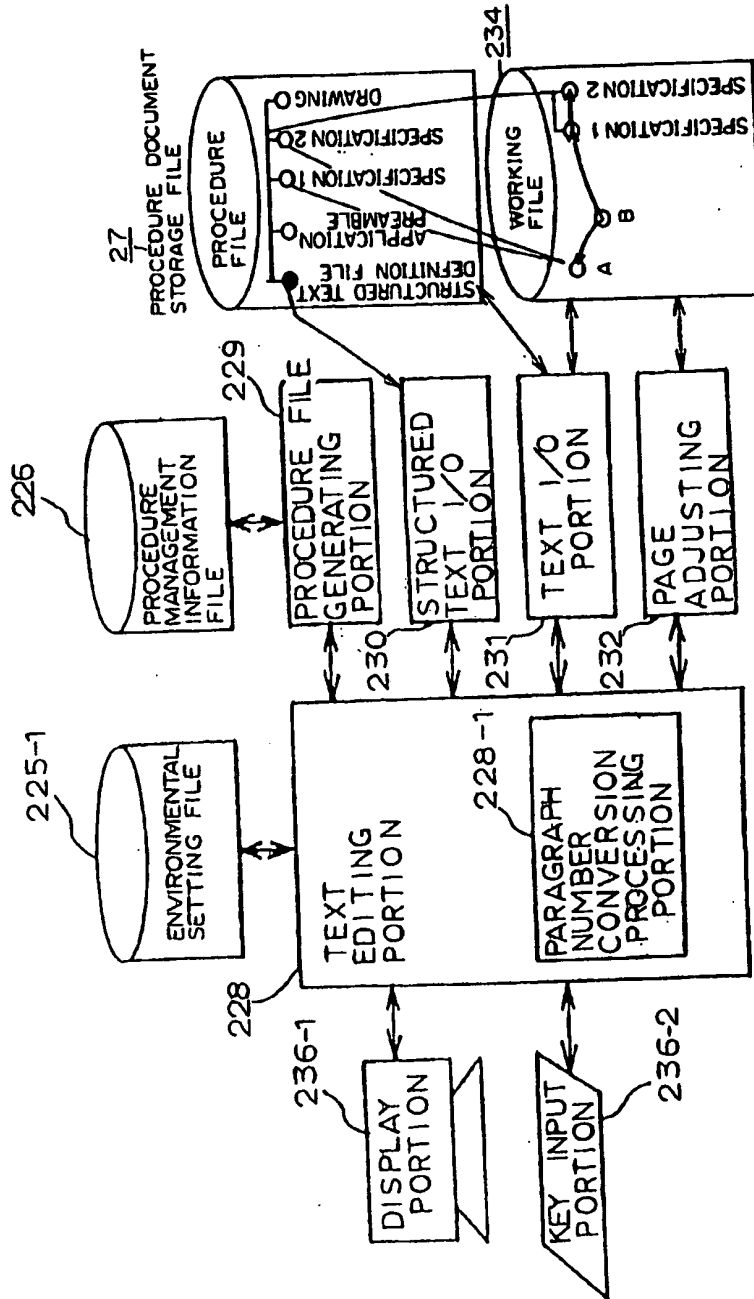 225-1
ENVIRONMENTAL
SETTING FILE
226
PROCEDURE
MANAGEMENT
INFORMATION
FILE
27
PROCEDURE DOCUMENT
STORAGE FILE
PROCEDURE
FILE
STRUCTURED TEXT
DEFINITION FILE
APPLICATION
PREAMBLE
SPECIFICATION 1
SPECIFICATION 2
DRAWING
228
TEXT
EDITING
PORTION
228-1
PARAGRAPH
NUMBER
CONVERSION
PROCESSING
PORTION
229
PROCEDURE FILE
GENERATING
PORTION
230
STRUCTURED
TEXT I/O
PORTION
231
TEXT I/O
PORTION
232
PAGE
ADJUSTING
PORTION
234
WORKING
FILE
A
B
SPECIFICATION 1
SPECIFICATION 2
236-1
DISPLAY
PORTION
236-2
KEY INPUT
PORTION